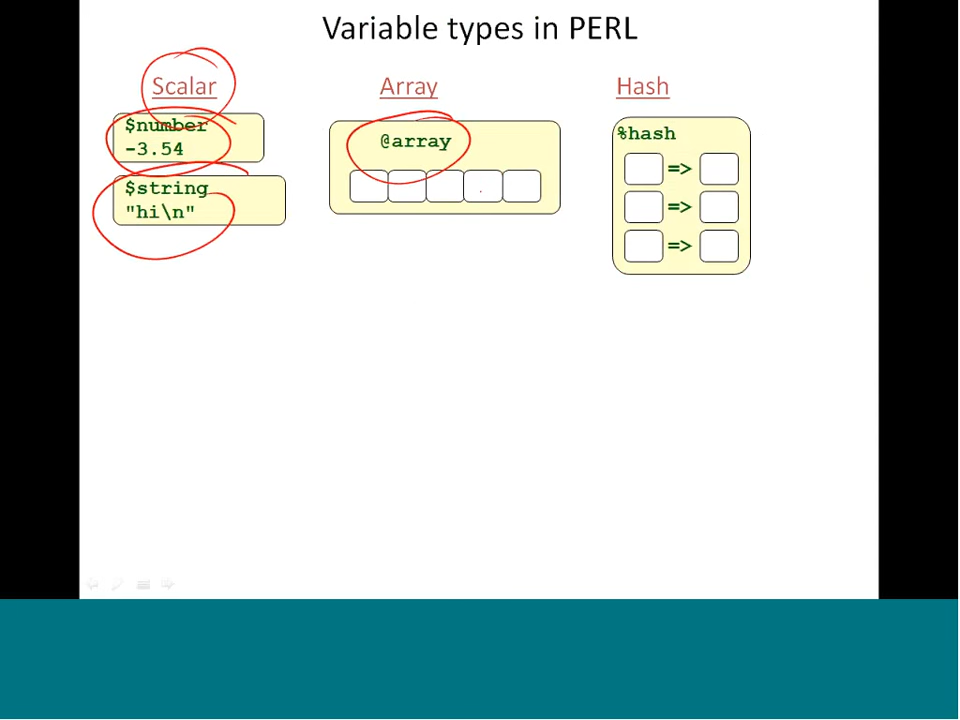 Variable types in PERL
Scalar
$number
-3.54
$string
"hi\n"
Array
@array
Hash
%hash
=>
=>
=>